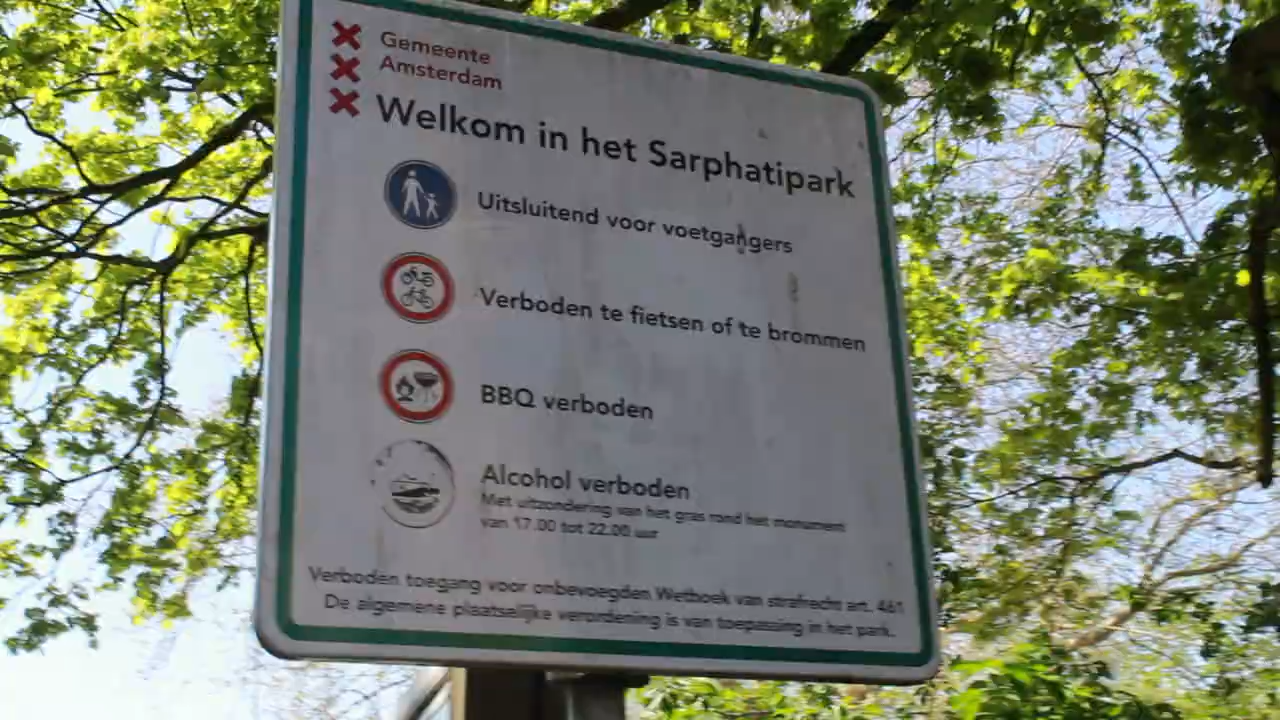 Gemeente
Amsterdam
Welkom in het Sarphatipark
Uitsluitend voor voetgangers
Verboden te fietsen of te brommen
BBQ verboden
Alcohol verboden
Met uitzondering van het gras rond het monument
van 17.00 tot 22.00 uur
Verboden toegang voor onbevoegden Wetboek van strafrecht art. 461
De algemene plaatselijke verordening is van toepassing in het park.